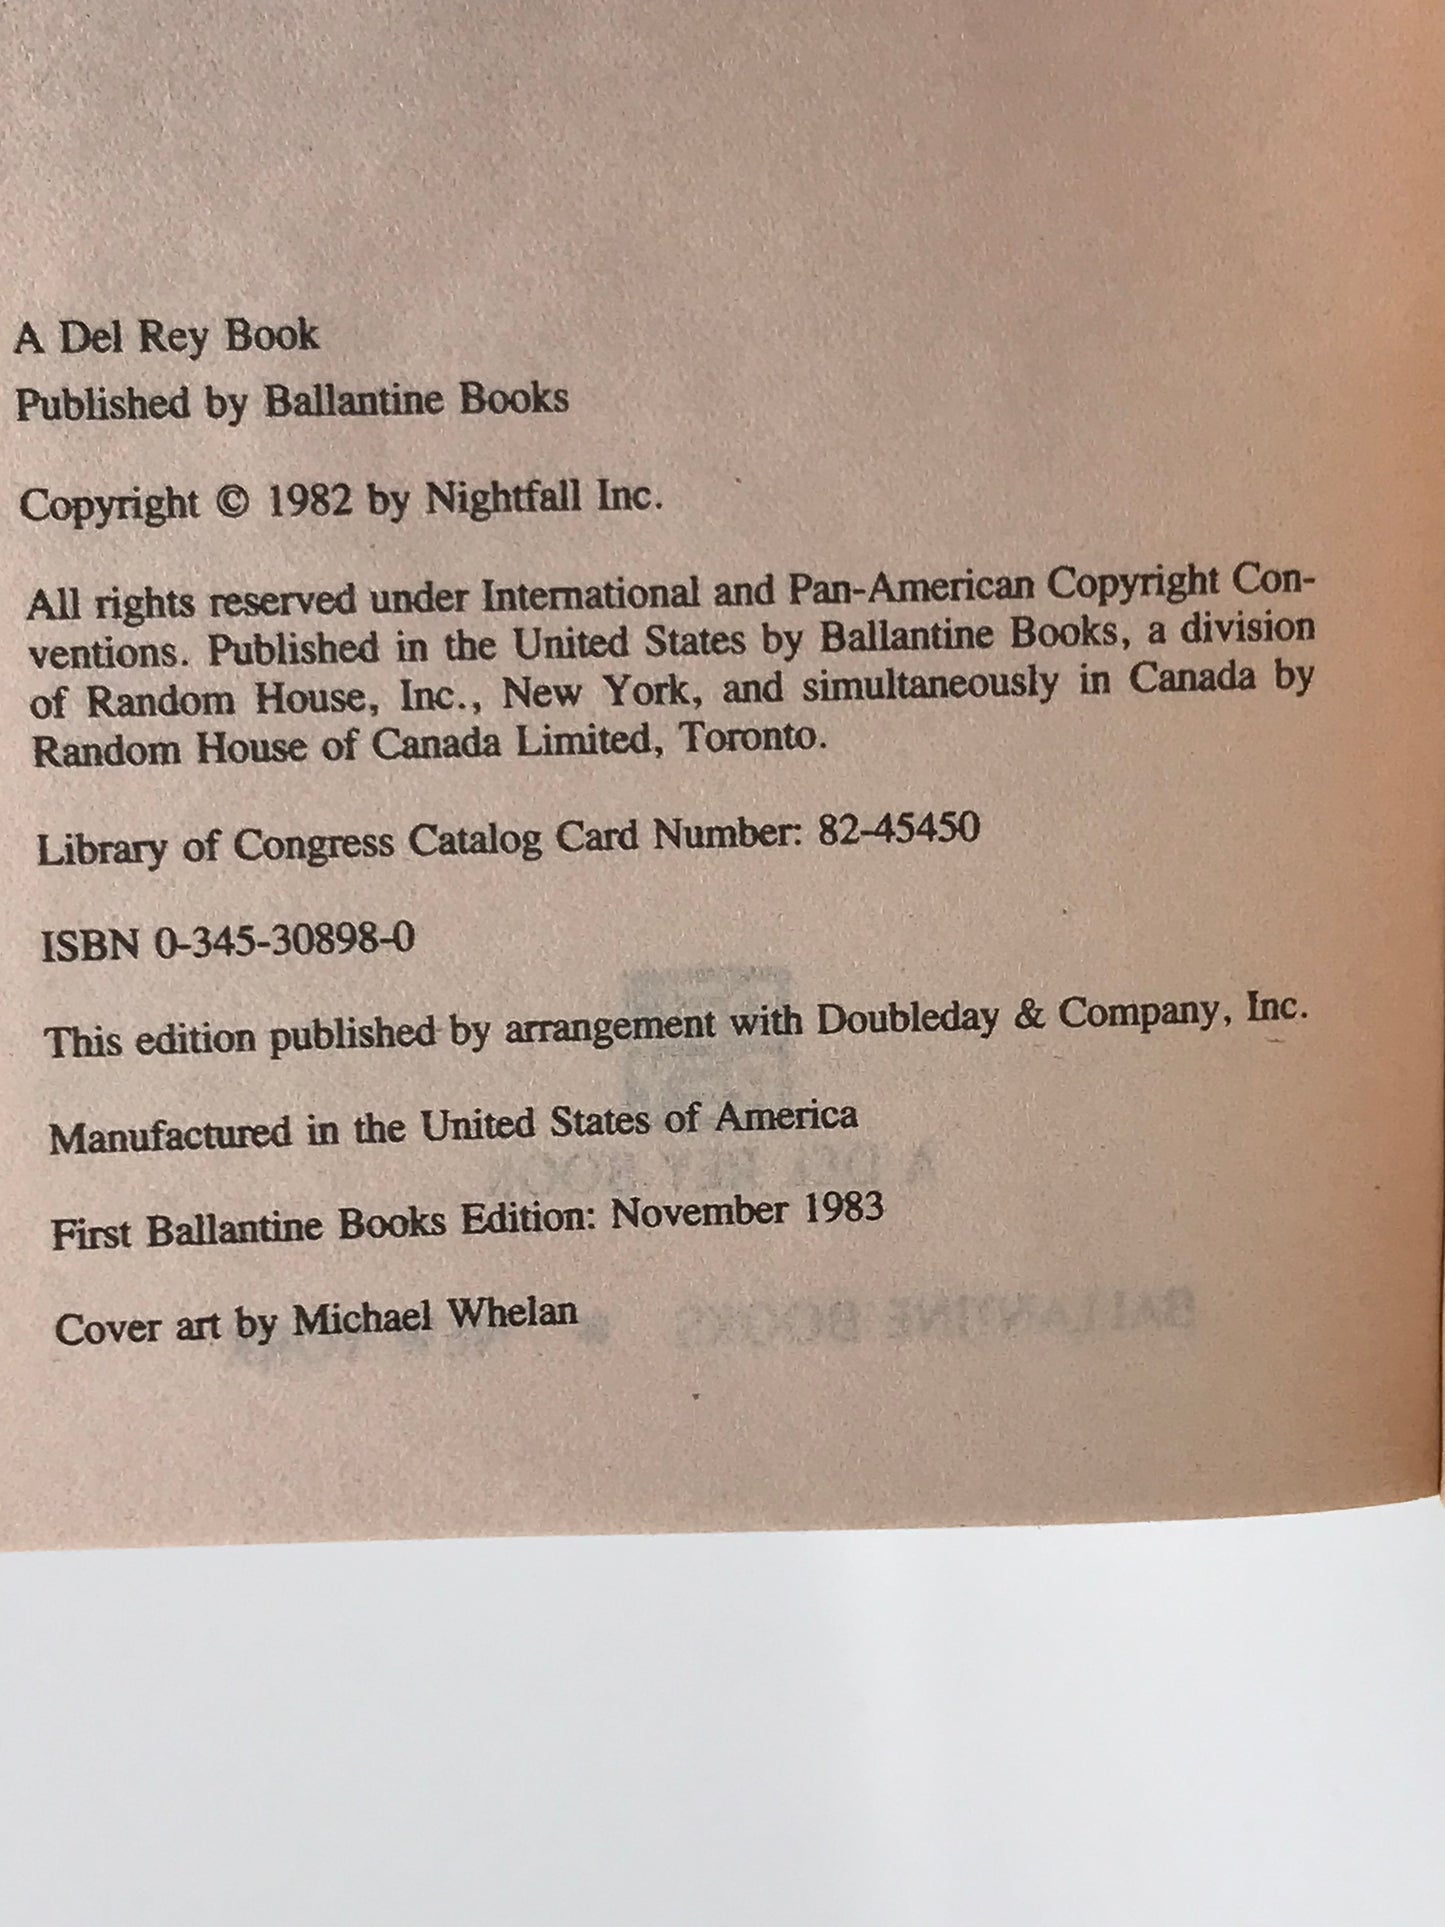 A Del Rey Book
Published by Ballantine Books
Copyright © 1982 by Nightfall Inc.
All rights reserved under International and Pan-American Copyright Con-
ventions. Published in the United States by Ballantine Books, a division
of Random House, Inc., New York, and simultaneously in Canada by
Random House of Canada Limited, Toronto.
Library of Congress Catalog Card Number: 82-45450
ISBN 0-345-30898-0
This edition published by arrangement with Doubleday & Company, Inc.
Manufactured in the United States of America
First Ballantine Books Edition: November 1983
Cover art by Michael Whelan